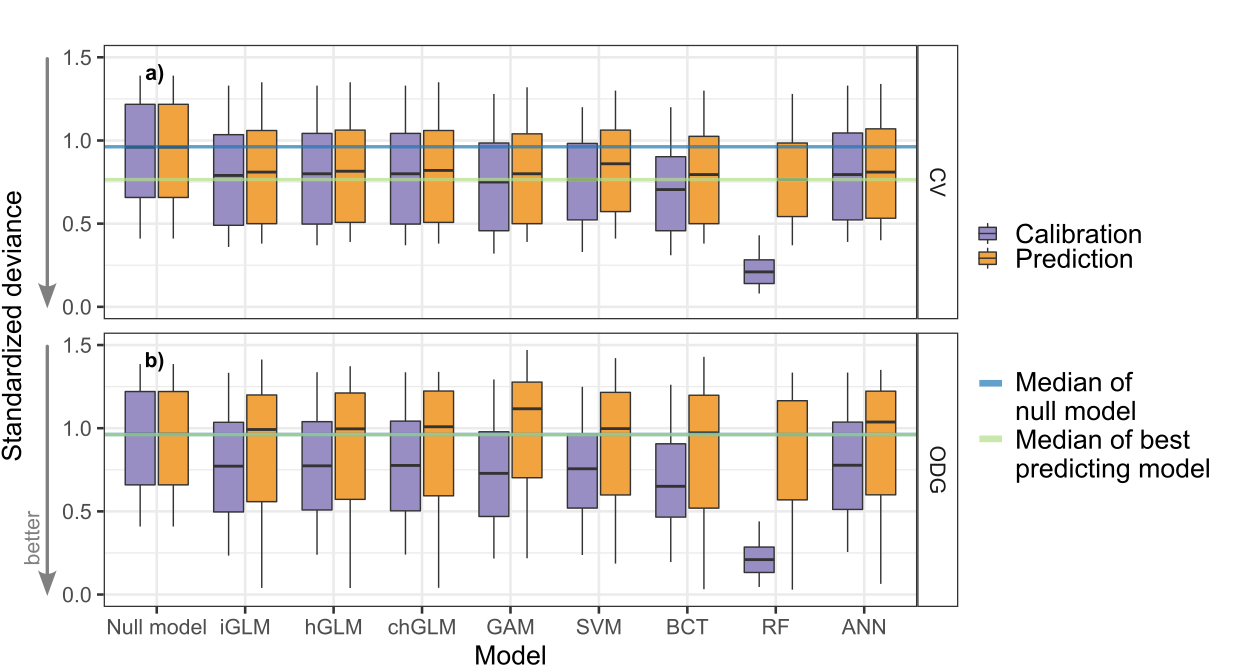 Standardized deviance
better
1.5
1.0
0.5
0.0
a)
CV
1.5
1.0
0.5
0.0
b)
ODG
Null model iGLM hGLM chGLM GAM SVM BCT RF ANN
Model
Calibration
Prediction
Median of
null model
Median of best
predicting model